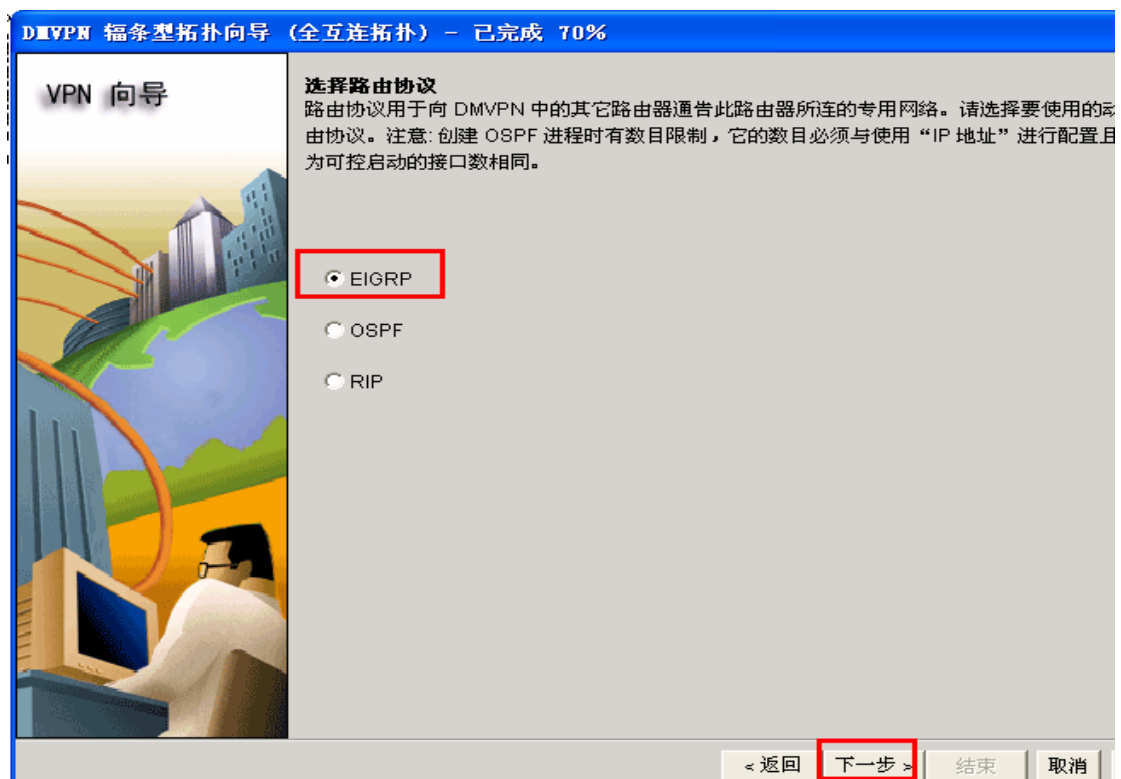 DMVPN 辐条型拓扑向导 (全互连拓扑) - 已完成 70%
VPN 向导
选择路由协议
路由协议用于向 DMVPN 中的其它路由器通告此路由器所连的专用网络。请选择要使用的动
由协议。注意: 创建 OSPF 进程时有数目限制，它的数目必须与使用“IP 地址”进行配置且
为可控启动的接口数相同。
EIGRP
OSPF
RIP
<返回 下一步> 结束 取消